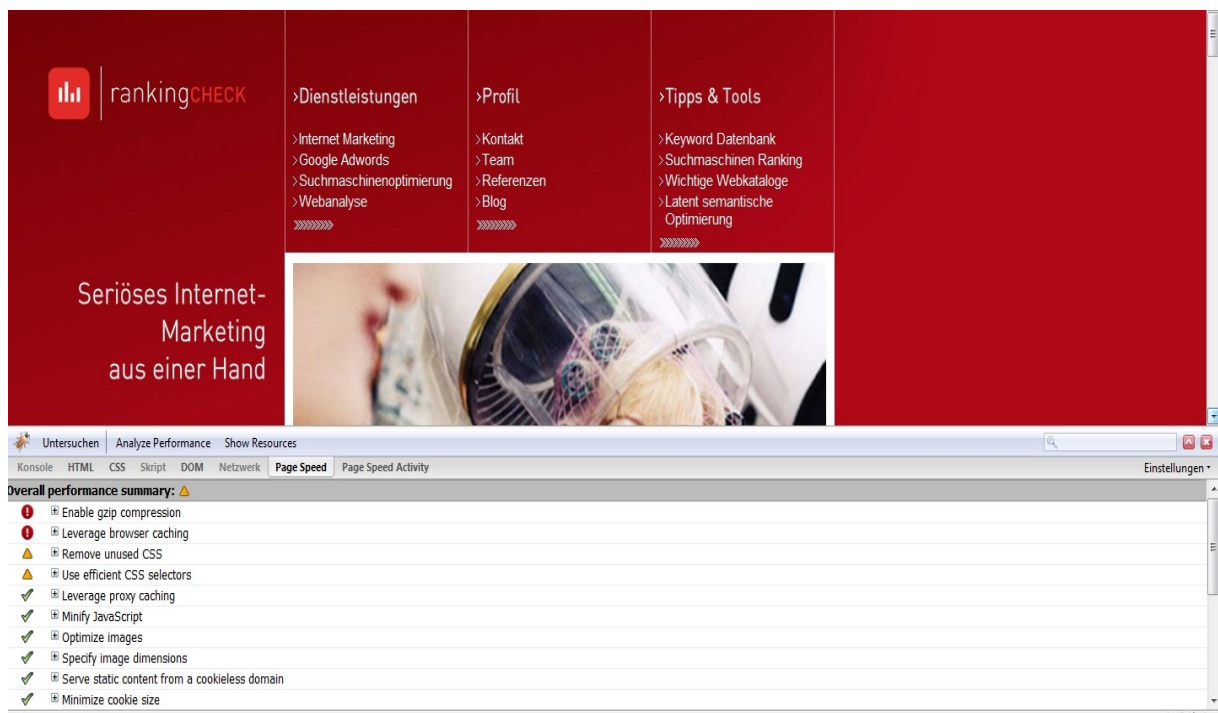 rankingCHECK
›Dienstleistungen
›Internet Marketing
›Google Adwords
›Suchmaschinenoptimierung
›Webanalyse
›Profil
›Kontakt
›Team
›Referenzen
›Blog
›Tipps & Tools
›Keyword Datenbank
›Suchmaschinen Ranking
›Wichtige Webkataloge
›Latent semantische
Optimierung
Seriöses Internet-
Marketing
aus einer Hand
Untersuchen Analyze Performance Show Resources
Konsole HTML CSS Skript DOM Netzwerk Page Speed Page Speed Activity Einstellungen
Overall performance summary:
Enable gzip compression
Leverage browser caching
Remove unused CSS
Use efficient CSS selectors
Leverage proxy caching
Minify JavaScript
Optimize images
Specify image dimensions
Serve static content from a cookieless domain
Minimize cookie size